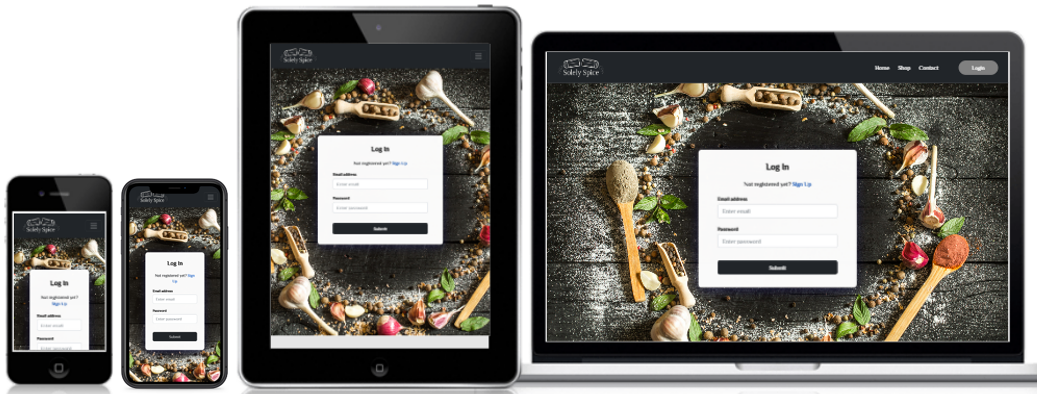 Solely Spice
Log In
Not registered yet?
Sign Up
Email address
Enter email
Password
Enter password
Solely Spice
Log In
Not registered yet? Sign
Up
Email address
Enter email
Password
Enter password
Submit
Solely Spice
Log In
Not registered yet? Sign Up
Email address
Enter email
Password
Enter password
Submit
Solely Spice
Home Shop Contact Login
Log In
Not registered yet? Sign Up
Email address
Enter email
Password
Enter password
Submit